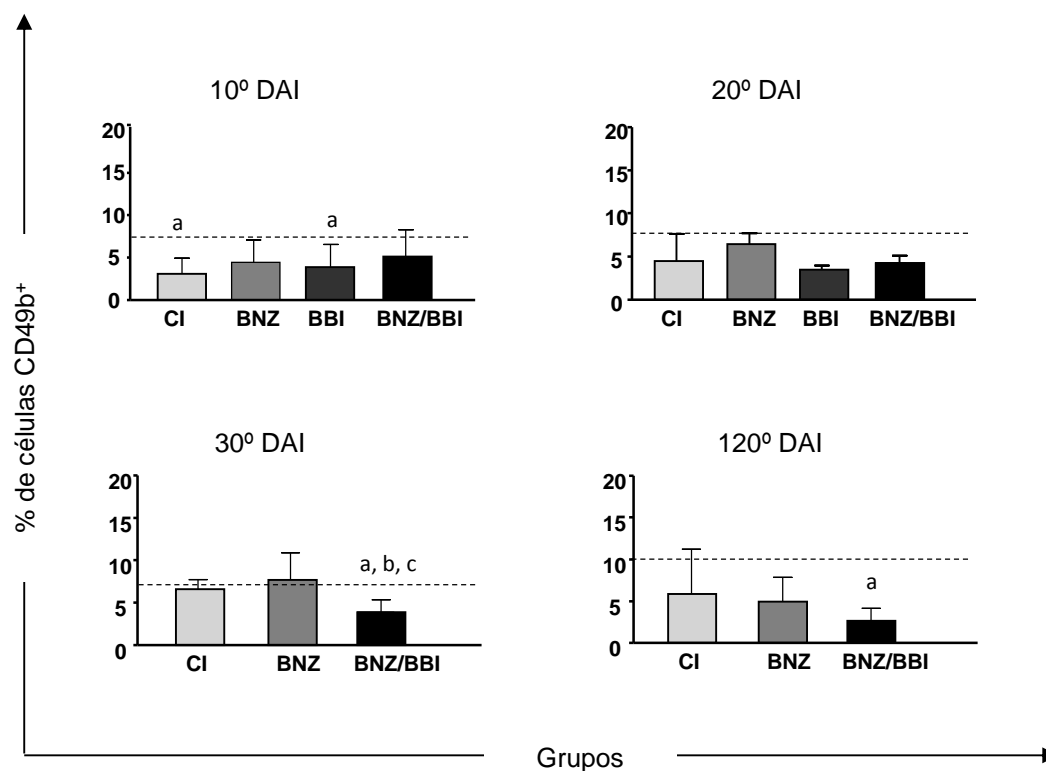 % de células CD49b+
10º DAI
20
15
10
5
0
a
a
CI BNZ BBI BNZ/BBI
20º DAI
20
15
10
5
0
CI BNZ BBI BNZ/BBI
30º DAI
20
15
10
5
0
a, b, c
CI BNZ BNZ/BBI
120º DAI
20
15
10
5
0
a
CI BNZ BNZ/BBI
Grupos